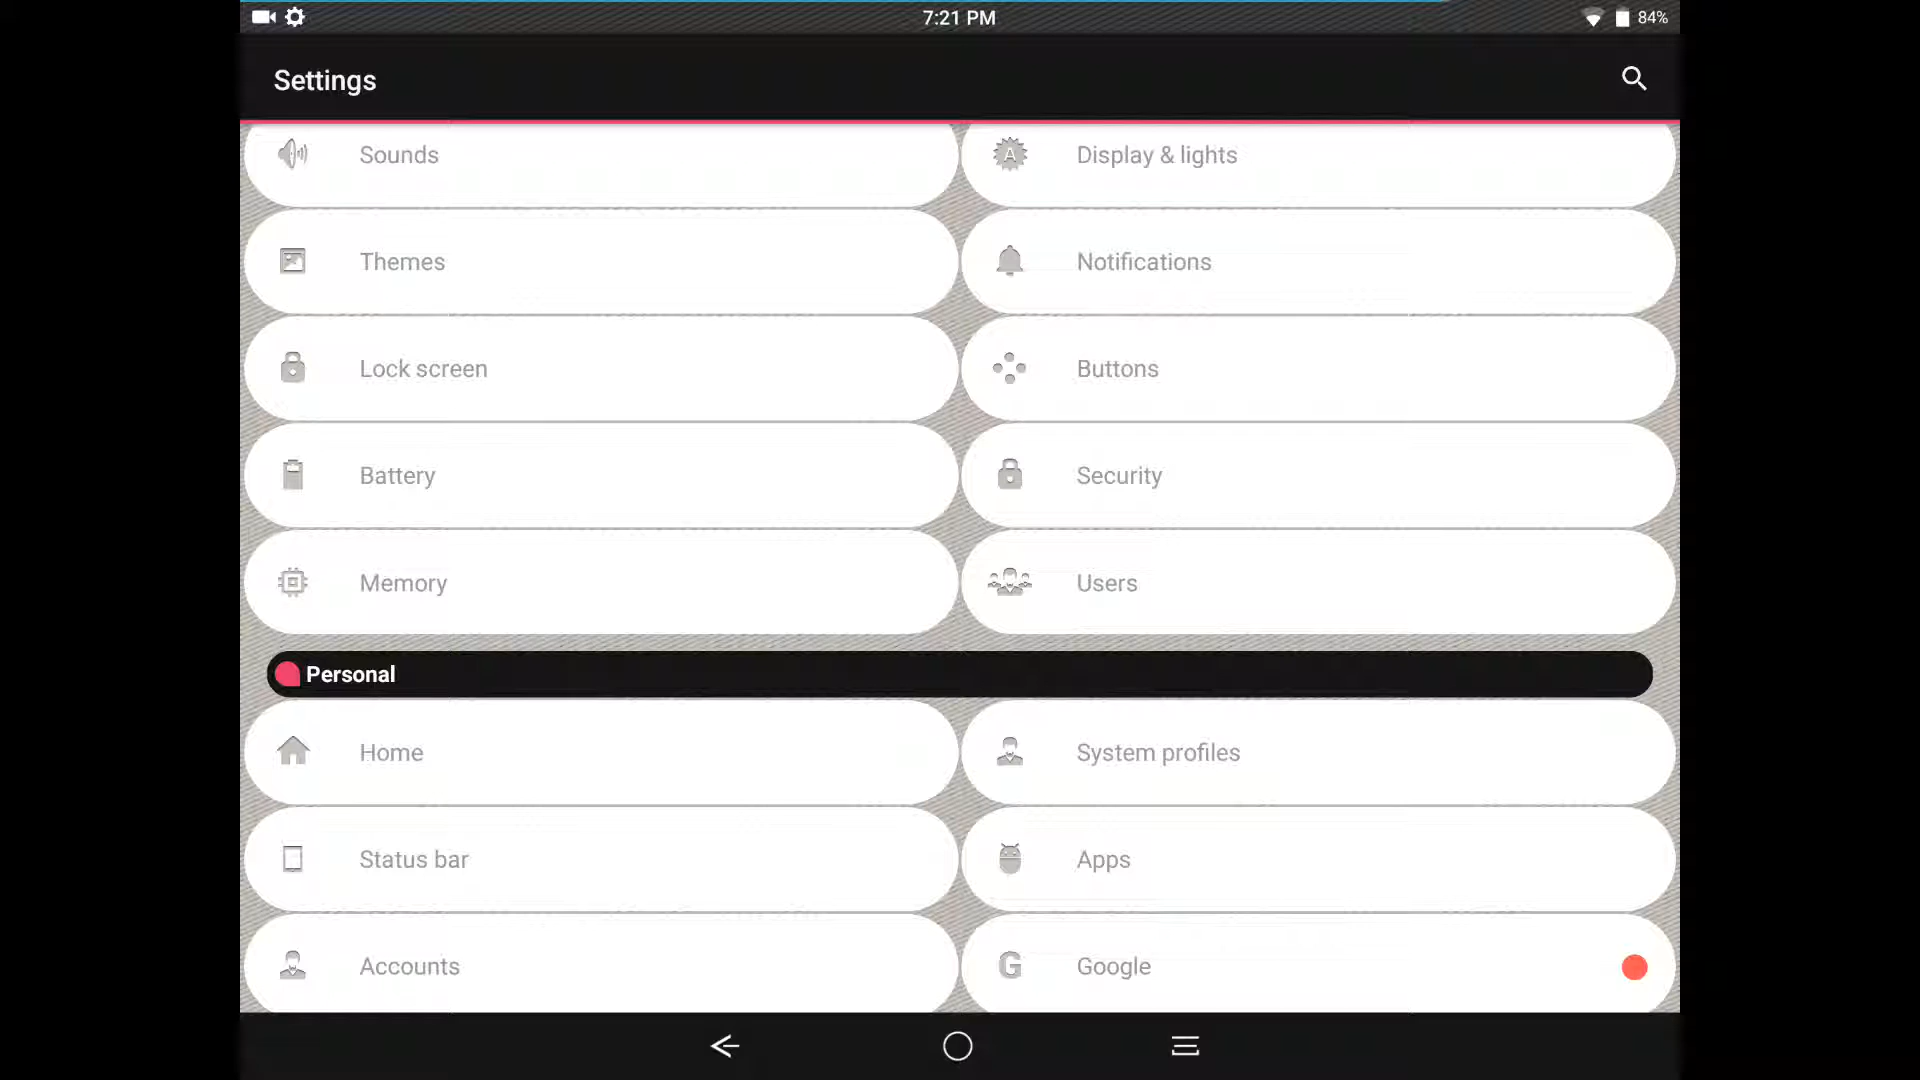 7:21 PM
84%
Settings
Sounds
Display & lights
Themes
Notifications
Lock screen
Buttons
Battery
Security
Memory
Users
Personal
Home
System profiles
Status bar
Apps
Accounts
Google